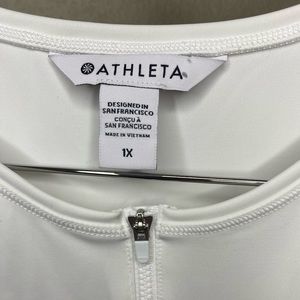 ATHLETA
DESIGNED IN
SAN FRANCISCO
CONÇU À
SAN FRANCISCO
MADE IN VIETNAM
1X